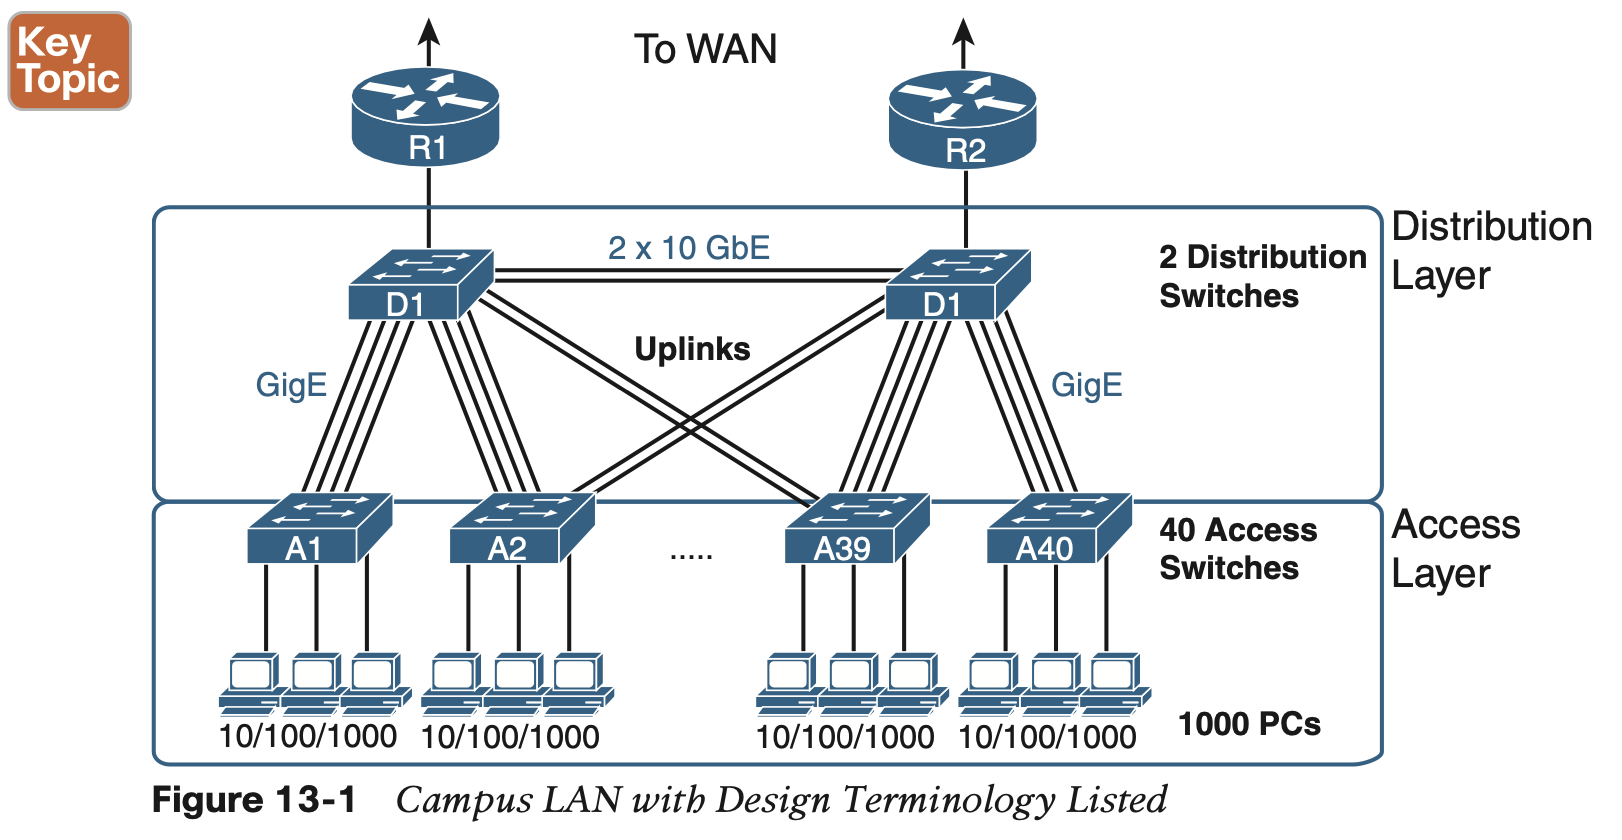 Key
Topic
To WAN
R1
R2
2 x 10 GbE
D1
D1
2 Distribution
Switches
Distribution
Layer
Uplinks
GigE
GigE
A1
A2
.....
A39
A40
40 Access
Switches
Access
Layer
10/100/1000
10/100/1000
10/100/1000
10/100/1000
1000 PCs
Figure 13-1 Campus LAN with Design Terminology Listed